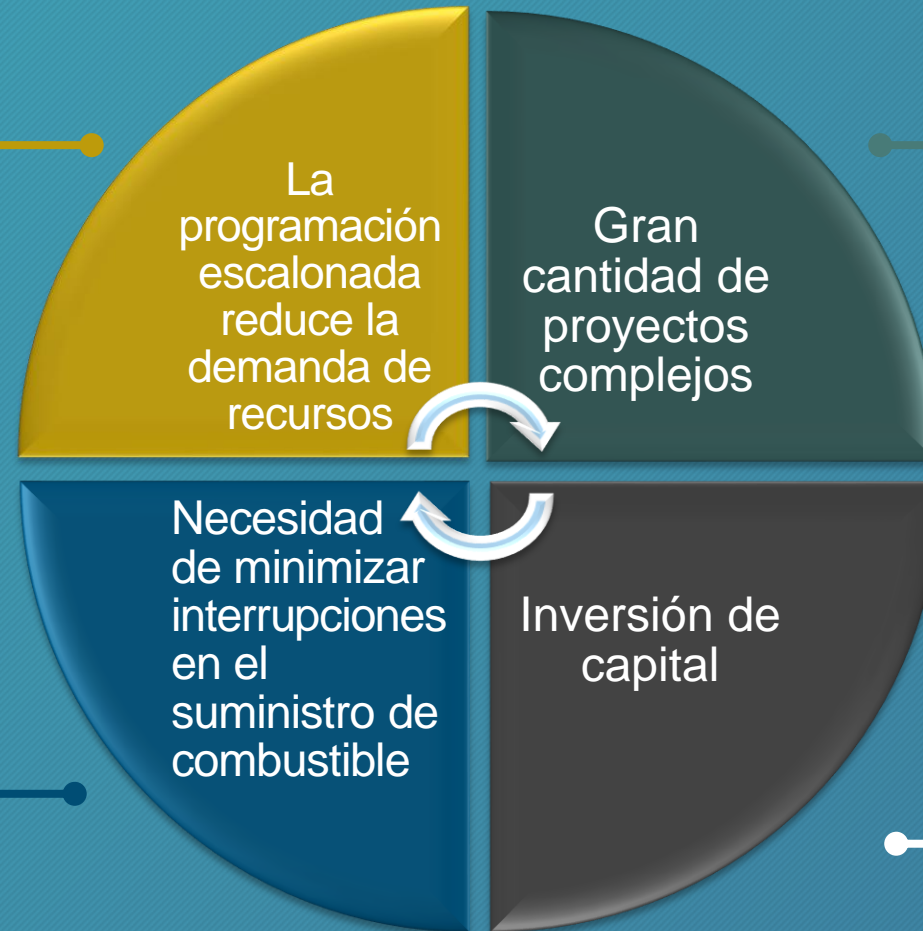 La
programación
escalonada
reduce la
demanda de
recursos
Gran
cantidad de
proyectos
complejos
Necesidad
de minimizar
interrupciones
en el
suministro de
combustible
Inversión de
capital